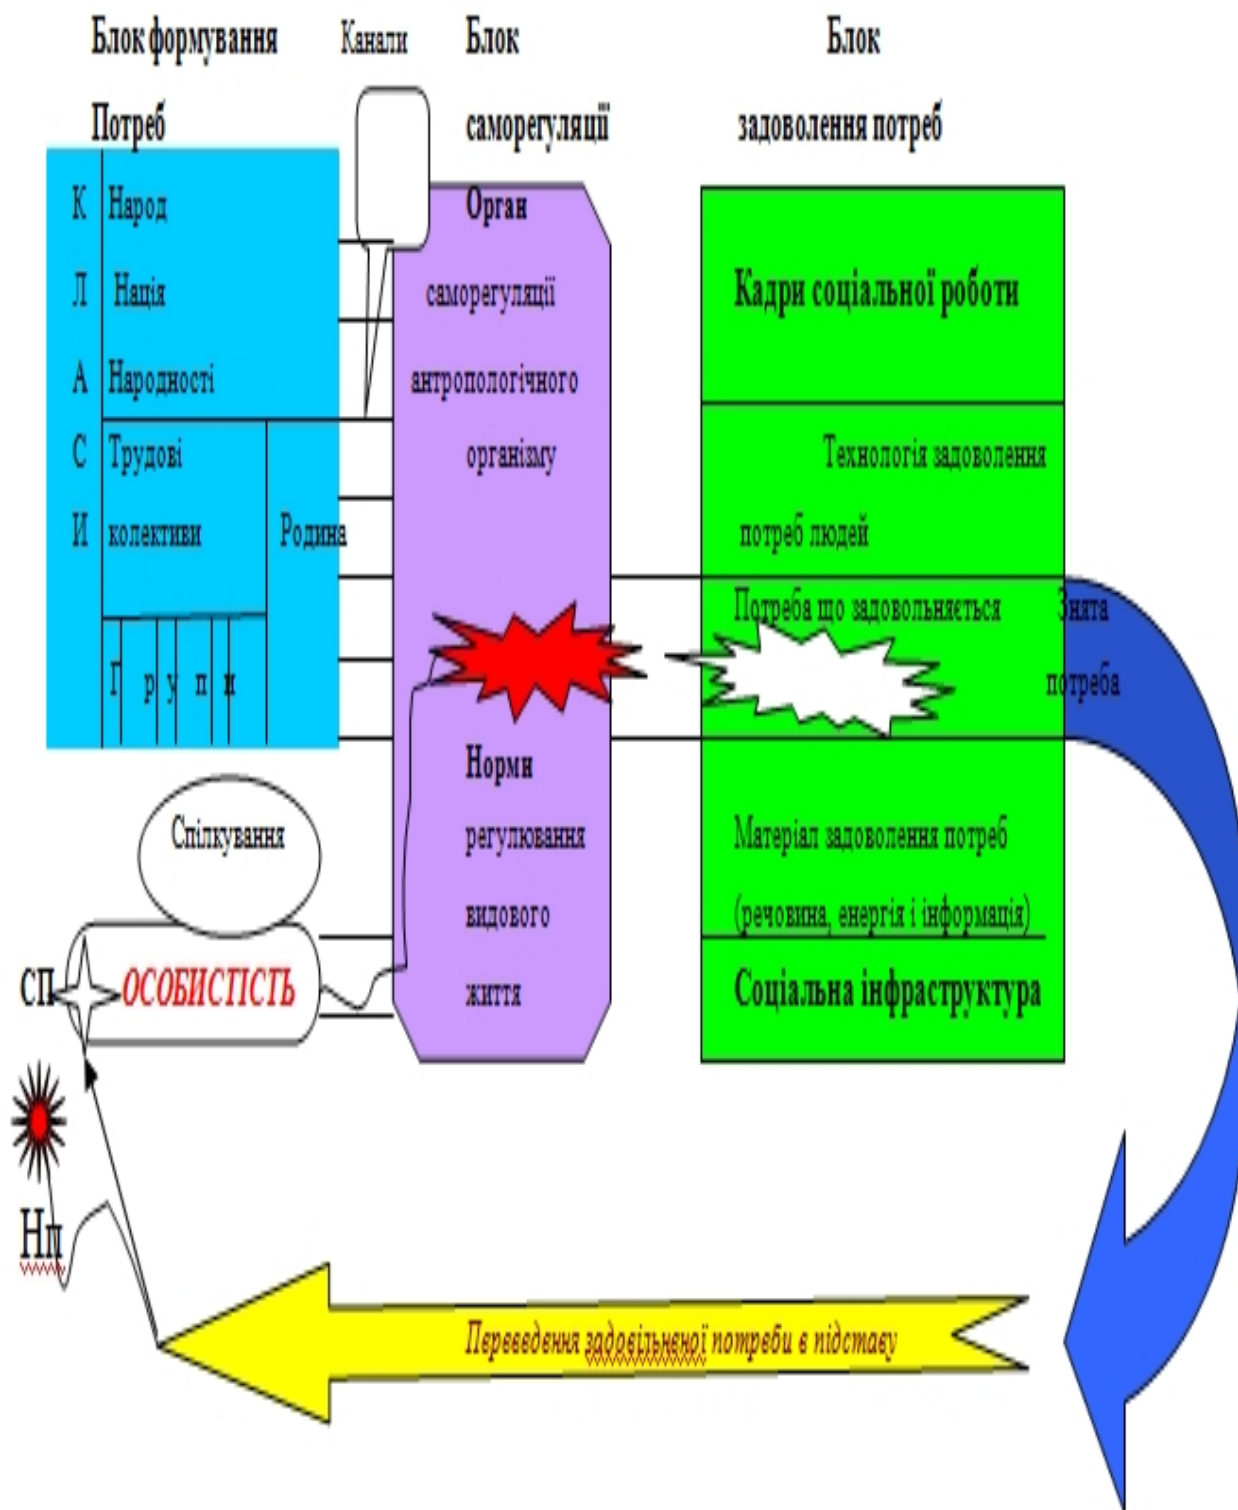 Блок формування
Потреб
Канали
Блок
саморегуляції
Блок
задоволення потреб
К
Л
А
С
И
Народ
Нація
Народності
Трудові
колективи
Родина
Г р у п и
Орган
саморегуляції
антропологічного
організму
Норми
регулювання
видового
життя
Кадри соціальної роботи
Технологія задоволення
потреб людей
Потреба що задовольняється
Знята
потреба
Матеріал задоволення потреб
(речовина, енергія і інформація)
Соціальна інфраструктура
Спілкування
СП
ОСОБИСТІСТЬ
Нп
Переведення задовільненої потреби в підставу